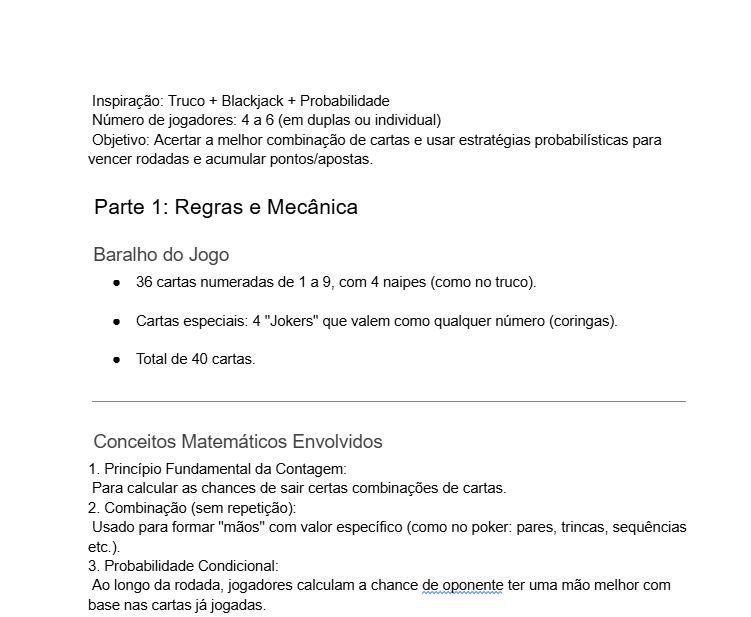 Inspiração: Truco + Blackjack + Probabilidade
Número de jogadores: 4 a 6 (em duplas ou individual)
Objetivo: Acertar a melhor combinação de cartas e usar estratégias probabilísticas para
vencer rodadas e acumular pontos/apostas.
Parte 1: Regras e Mecânica
Baralho do Jogo
● 36 cartas numeradas de 1 a 9, com 4 naipes (como no truco).
● Cartas especiais: 4 "Jokers" que valem como qualquer número (coringas).
● Total de 40 cartas.
Conceitos Matemáticos Envolvidos
1. Princípio Fundamental da Contagem:
Para calcular as chances de sair certas combinações de cartas.
2. Combinação (sem repetição):
Usado para formar "mãos" com valor específico (como no poker: pares, trincas, sequências
etc.).
3. Probabilidade Condicional:
Ao longo da rodada, jogadores calculam a chance de oponente ter uma mão melhor com
base nas cartas já jogadas.